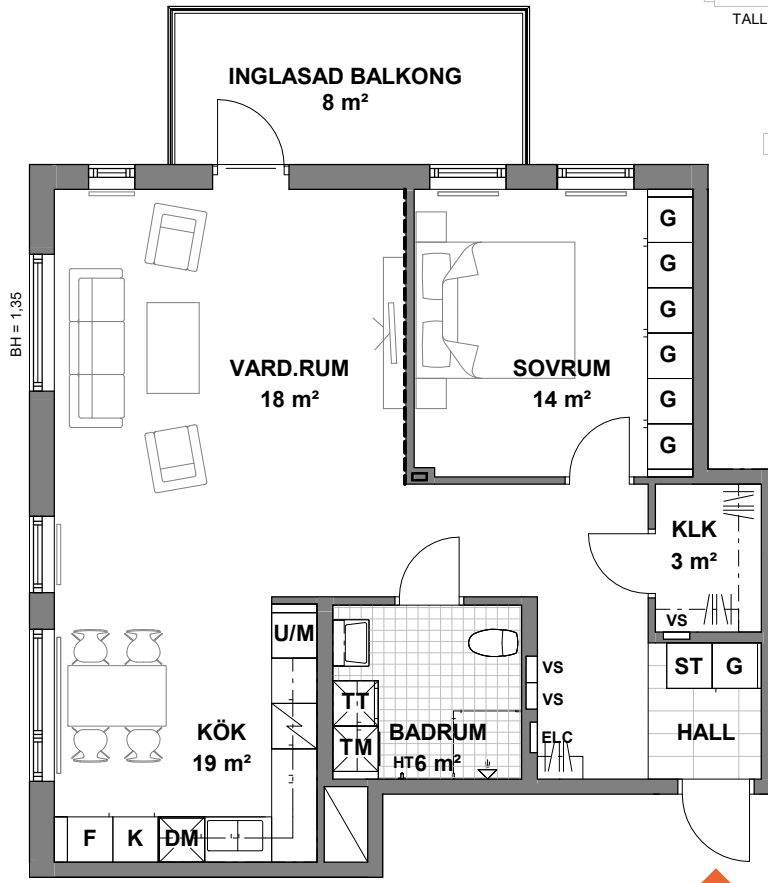 TALL
INGLASAD BALKONG
8 m²
BH = 1,35
G
G
G
G
G
G
VARD.RUM
18 m²
SOVRUM
14 m²
KLK
3 m²
VS
U/M
VS
VS
ST
G
TT
TM
BADRUM
HT
6 m²
ELC
HALL
KÖK
19 m²
F
K
DM